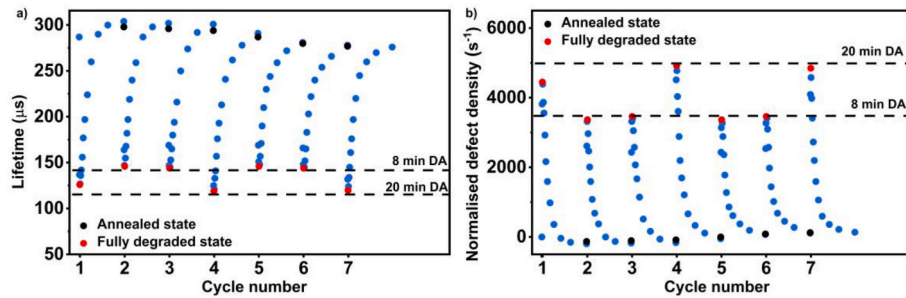 a)
Lifetime (μs)
300
250
200
150
100
50
8 min DA
20 min DA
Annealed state
Fully degraded state
1 2 3 4 5 6 7
Cycle number
b)
Normalised defect density (s⁻¹)
6000
4000
2000
0
Annealed state
Fully degraded state
20 min DA
8 min DA
1 2 3 4 5 6 7
Cycle number